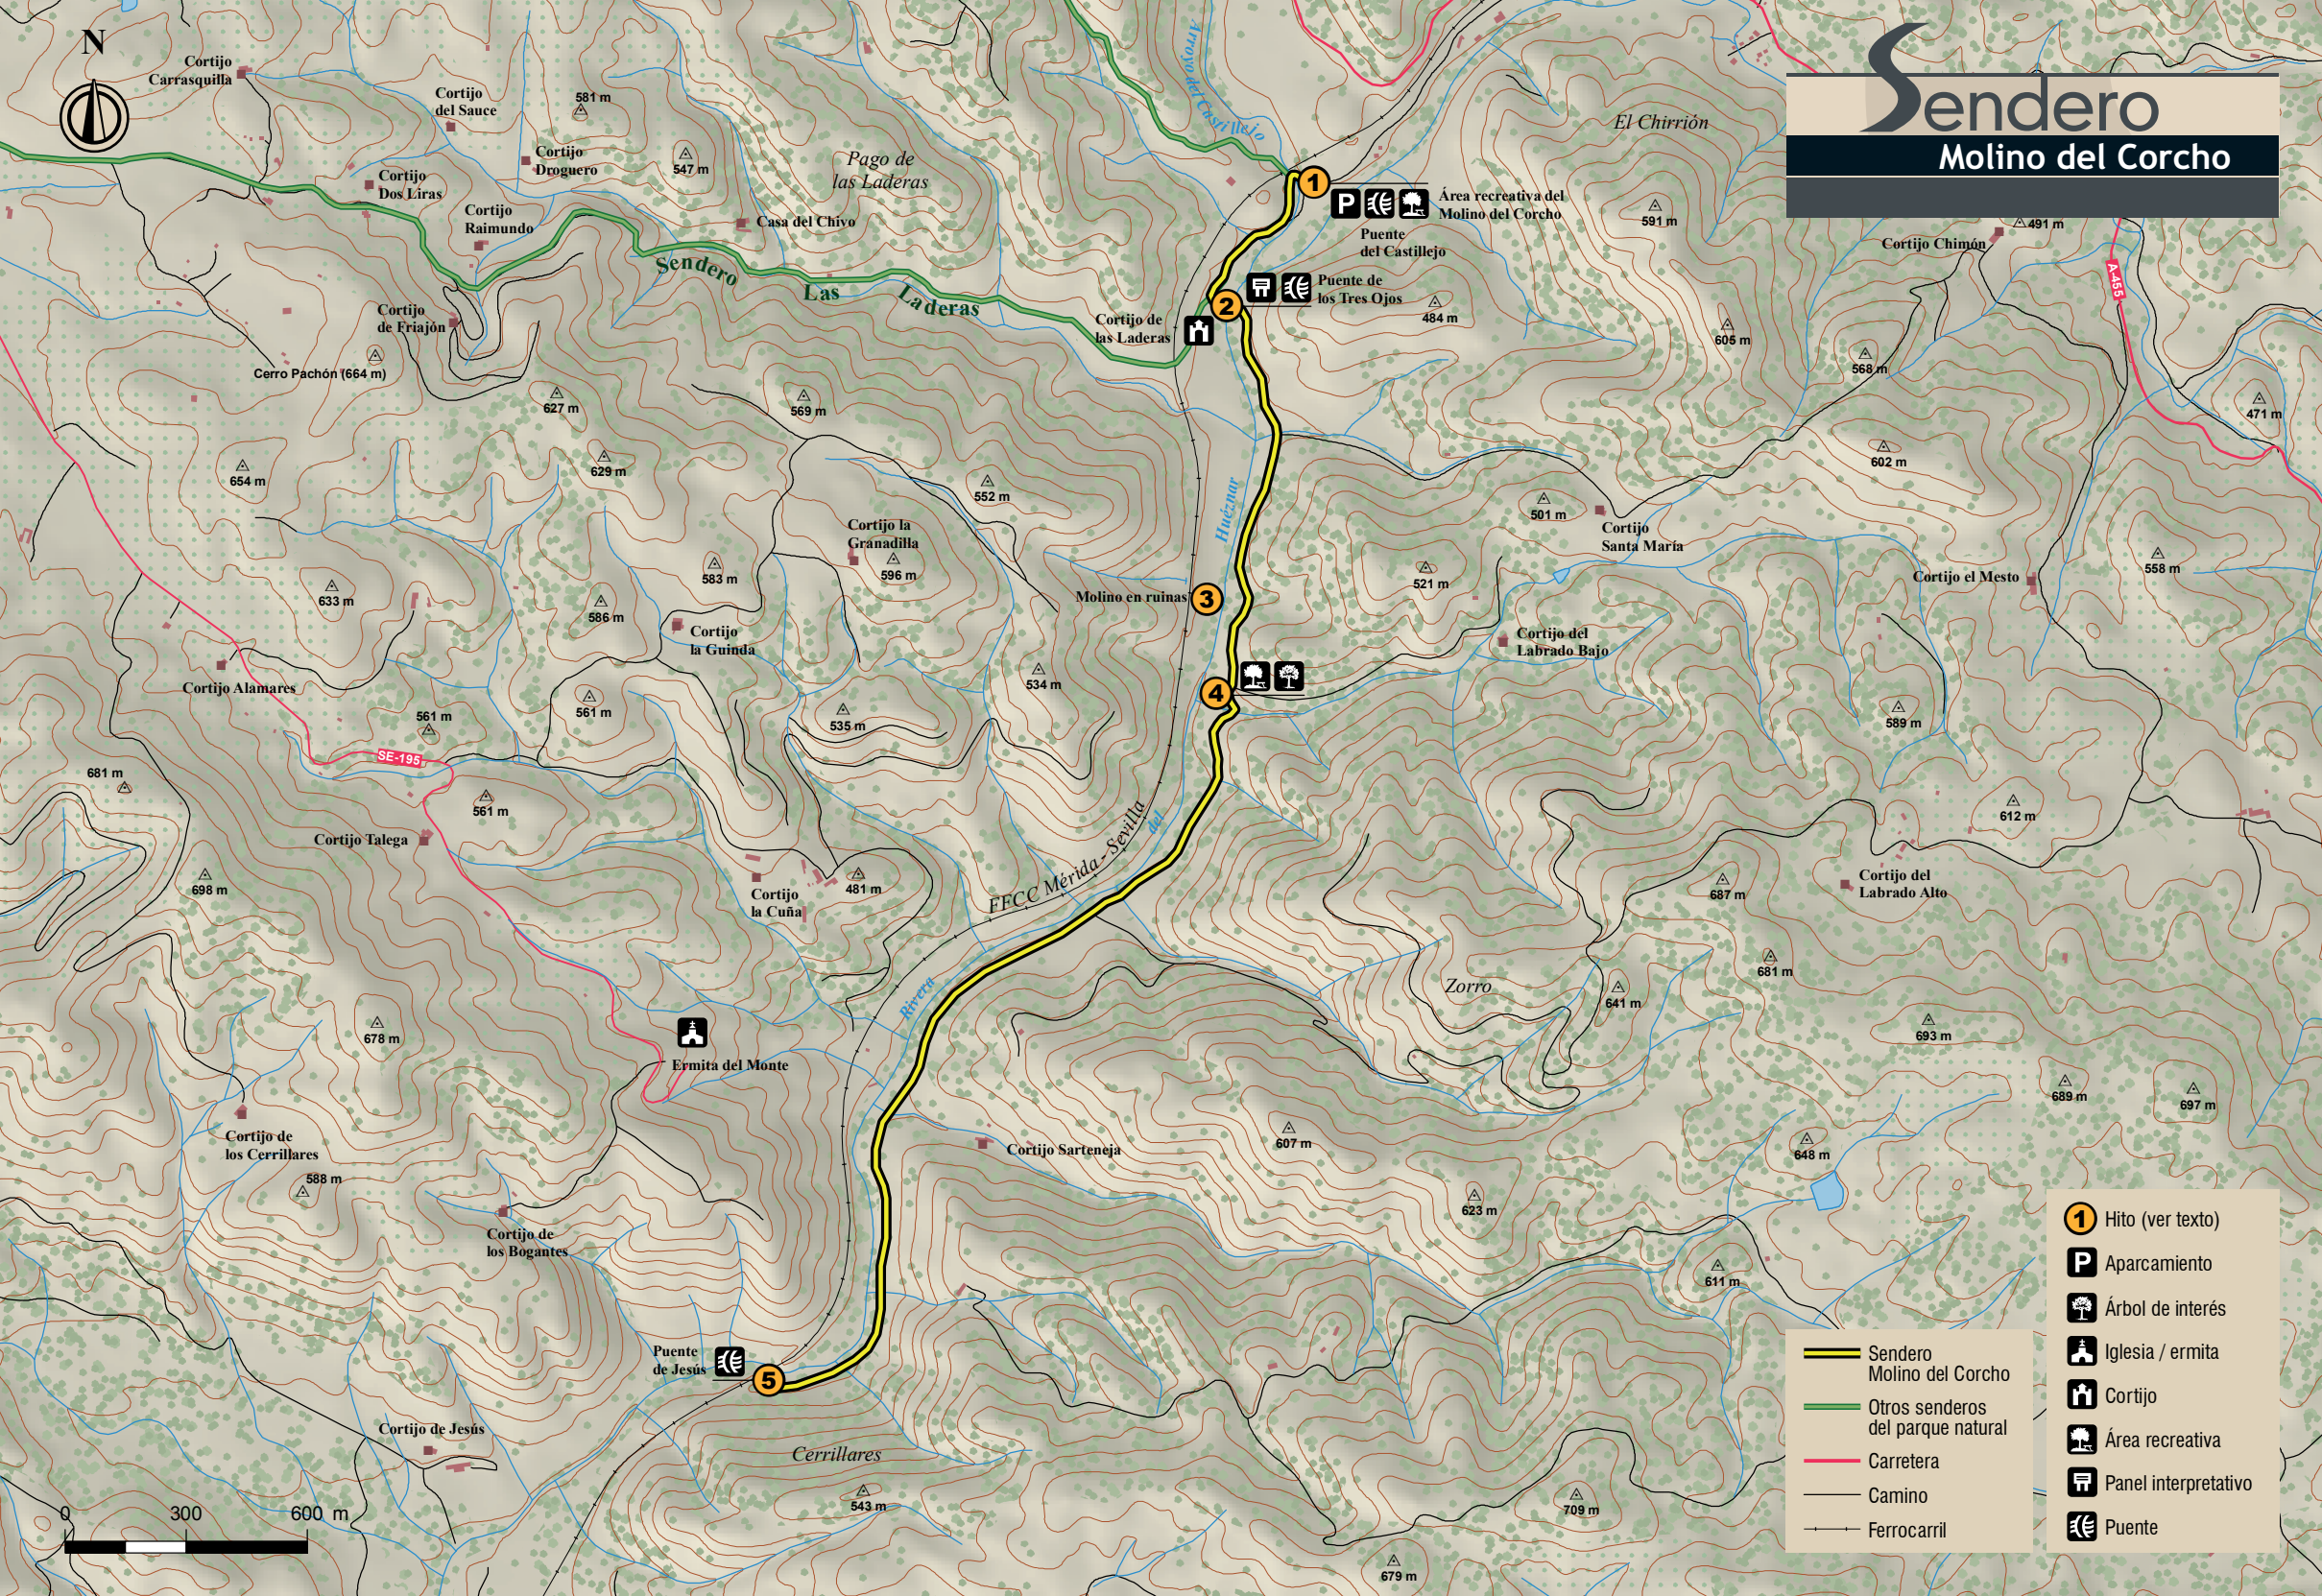 Sendero
Molino del Corcho
N
Cortijo
Carrasquilla
Cortijo
del Sauce
581 m
Cortijo
Droguero
547 m
Pago de
las Laderas
Arroyo del Castillejo
El Chirrión
Cortijo
Dos Liras
Cortijo
Raimundo
Casa del Chivo
1
P
Área recreativa del
Molino del Corcho
Puente
del Castillejo
591 m
491 m
Cortijo Chimón
A-455
Sendero Las Laderas
Puente de
los Tres Ojos
2
484 m
Cortijo
de Friajón
Cortijo de
las Laderas
605 m
568 m
Cerro Pachón (664 m)
627 m
569 m
471 m
629 m
654 m
552 m
602 m
Huéznar
501 m
Cortijo
Santa María
Cortijo la
Granadilla
596 m
583 m
521 m
558 m
Cortijo el Mesto
633 m
586 m
Molino en ruinas
3
Cortijo
la Guinda
Cortijo del
Labrado Bajo
Cortijo Alamares
534 m
4
561 m
561 m
535 m
589 m
SE-195
681 m
561 m
612 m
Cortijo Talega
FFCC Mérida - Sevilla
del
698 m
Cortijo
la Cuña
481 m
687 m
Cortijo del
Labrado Alto
681 m
Zorro
641 m
Rivera
678 m
693 m
Ermita del Monte
689 m
697 m
Cortijo de
los Cerrillares
607 m
648 m
Cortijo Sarteneja
588 m
623 m
Cortijo de
los Bogantes
611 m
Puente
de Jesús
5
Cortijo de Jesús
Cerrillares
543 m
709 m
679 m
0 300 600 m
Sendero
Molino del Corcho
Otros senderos
del parque natural
Carretera
Camino
Ferrocarril
1 Hito (ver texto)
P Aparcamiento
Árbol de interés
Iglesia / ermita
Cortijo
Área recreativa
Panel interpretativo
Puente